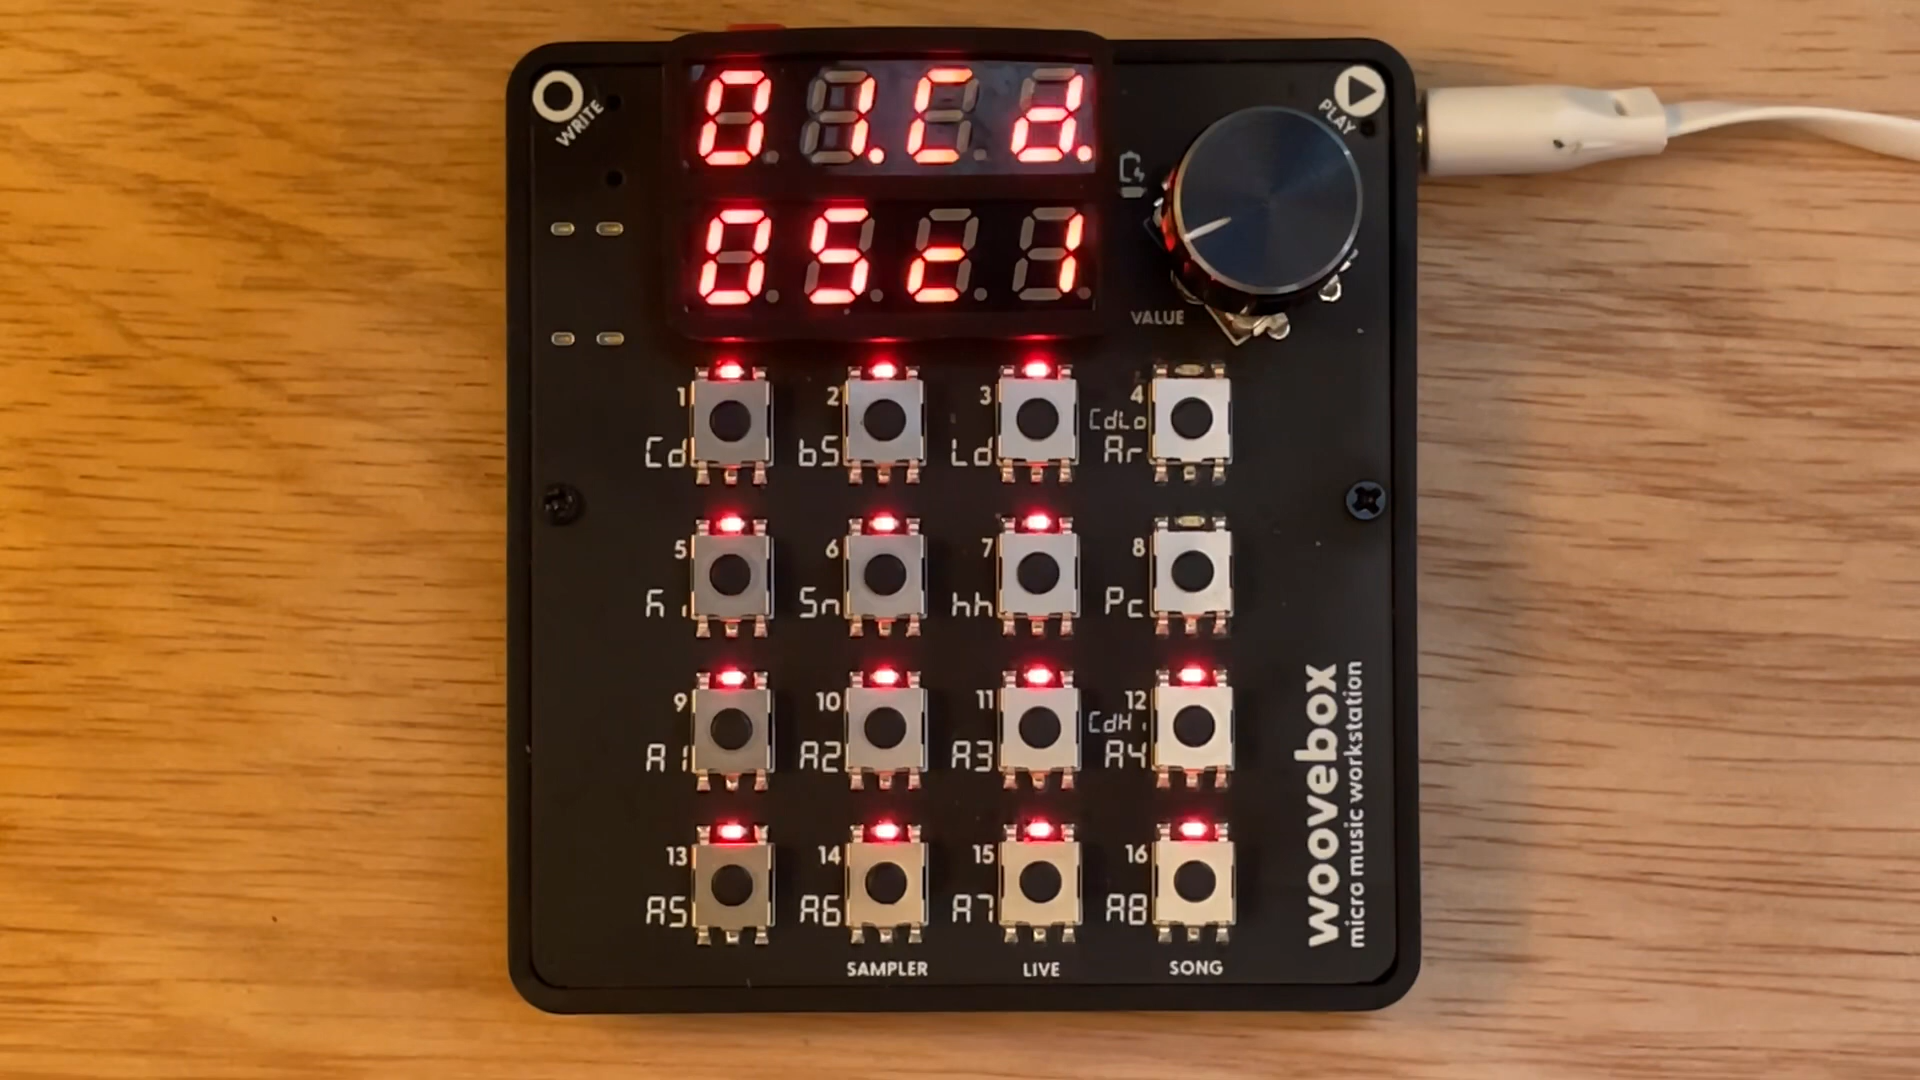 WRITE
01.Cd.
PLAY
OSc1
VALUE
1 2 3 4
CdLo
Cd bS Ld Ar
5 6 7 8
Sn hh Pc
9 10 11 12
CdHi
A1 A2 A3 A4
13 14 15 16
A5 A6 A7 A8
SAMPLER LIVE SONG
woovebox
micro music workstation